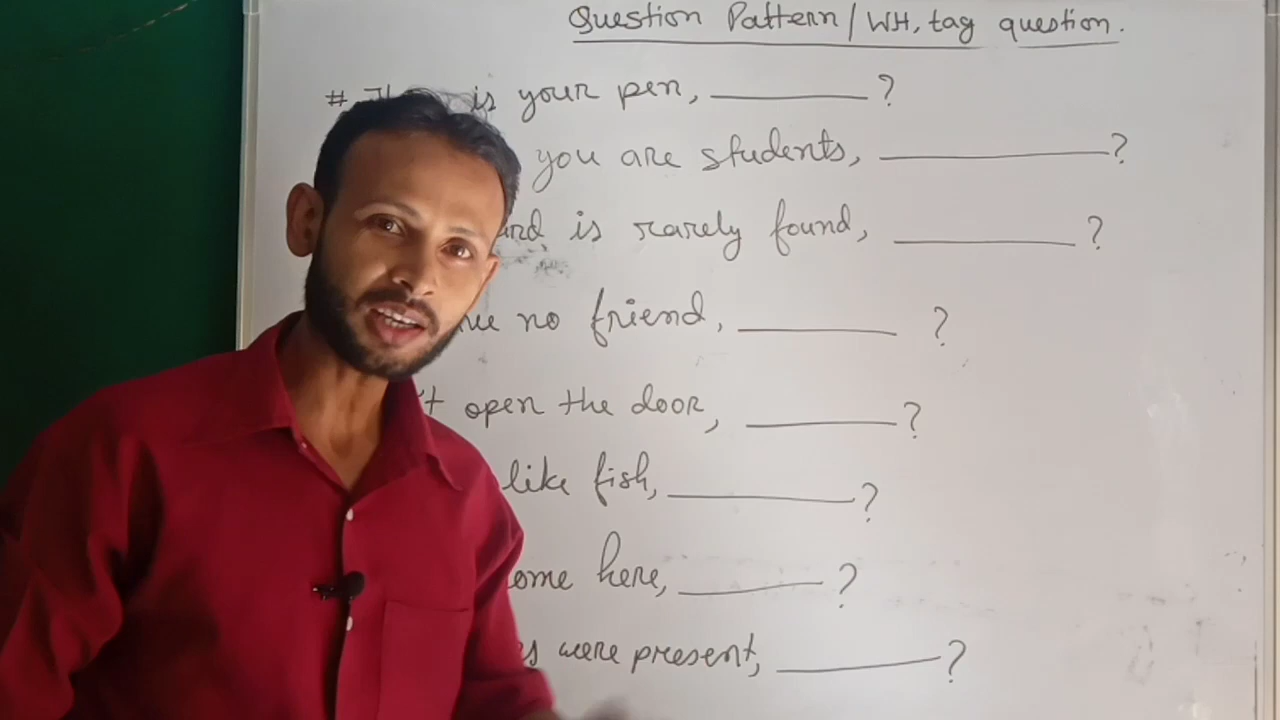 Question Pattern / WH, tag question.
# is your pen, ?
you are students, ?
is rarely found, ?
no friend, ?
open the door, ?
like fish, ?
here, ?
were present, ?